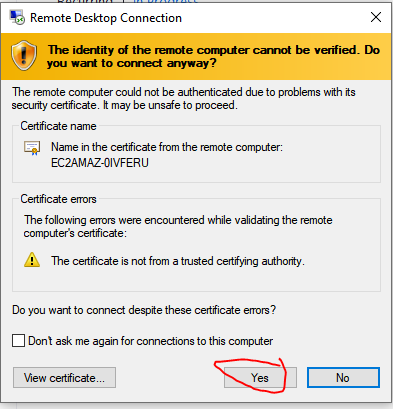 Remote Desktop Connection
The identity of the remote computer cannot be verified. Do
you want to connect anyway?
The remote computer could not be authenticated due to problems with its
security certificate. It may be unsafe to proceed.
Certificate name
Name in the certificate from the remote computer:
EC2AMAZ-0IVFERU
Certificate errors
The following errors were encountered while validating the remote
computer's certificate:
The certificate is not from a trusted certifying authority.
Do you want to connect despite these certificate errors?
Don't ask me again for connections to this computer
View certificate...
Yes
No